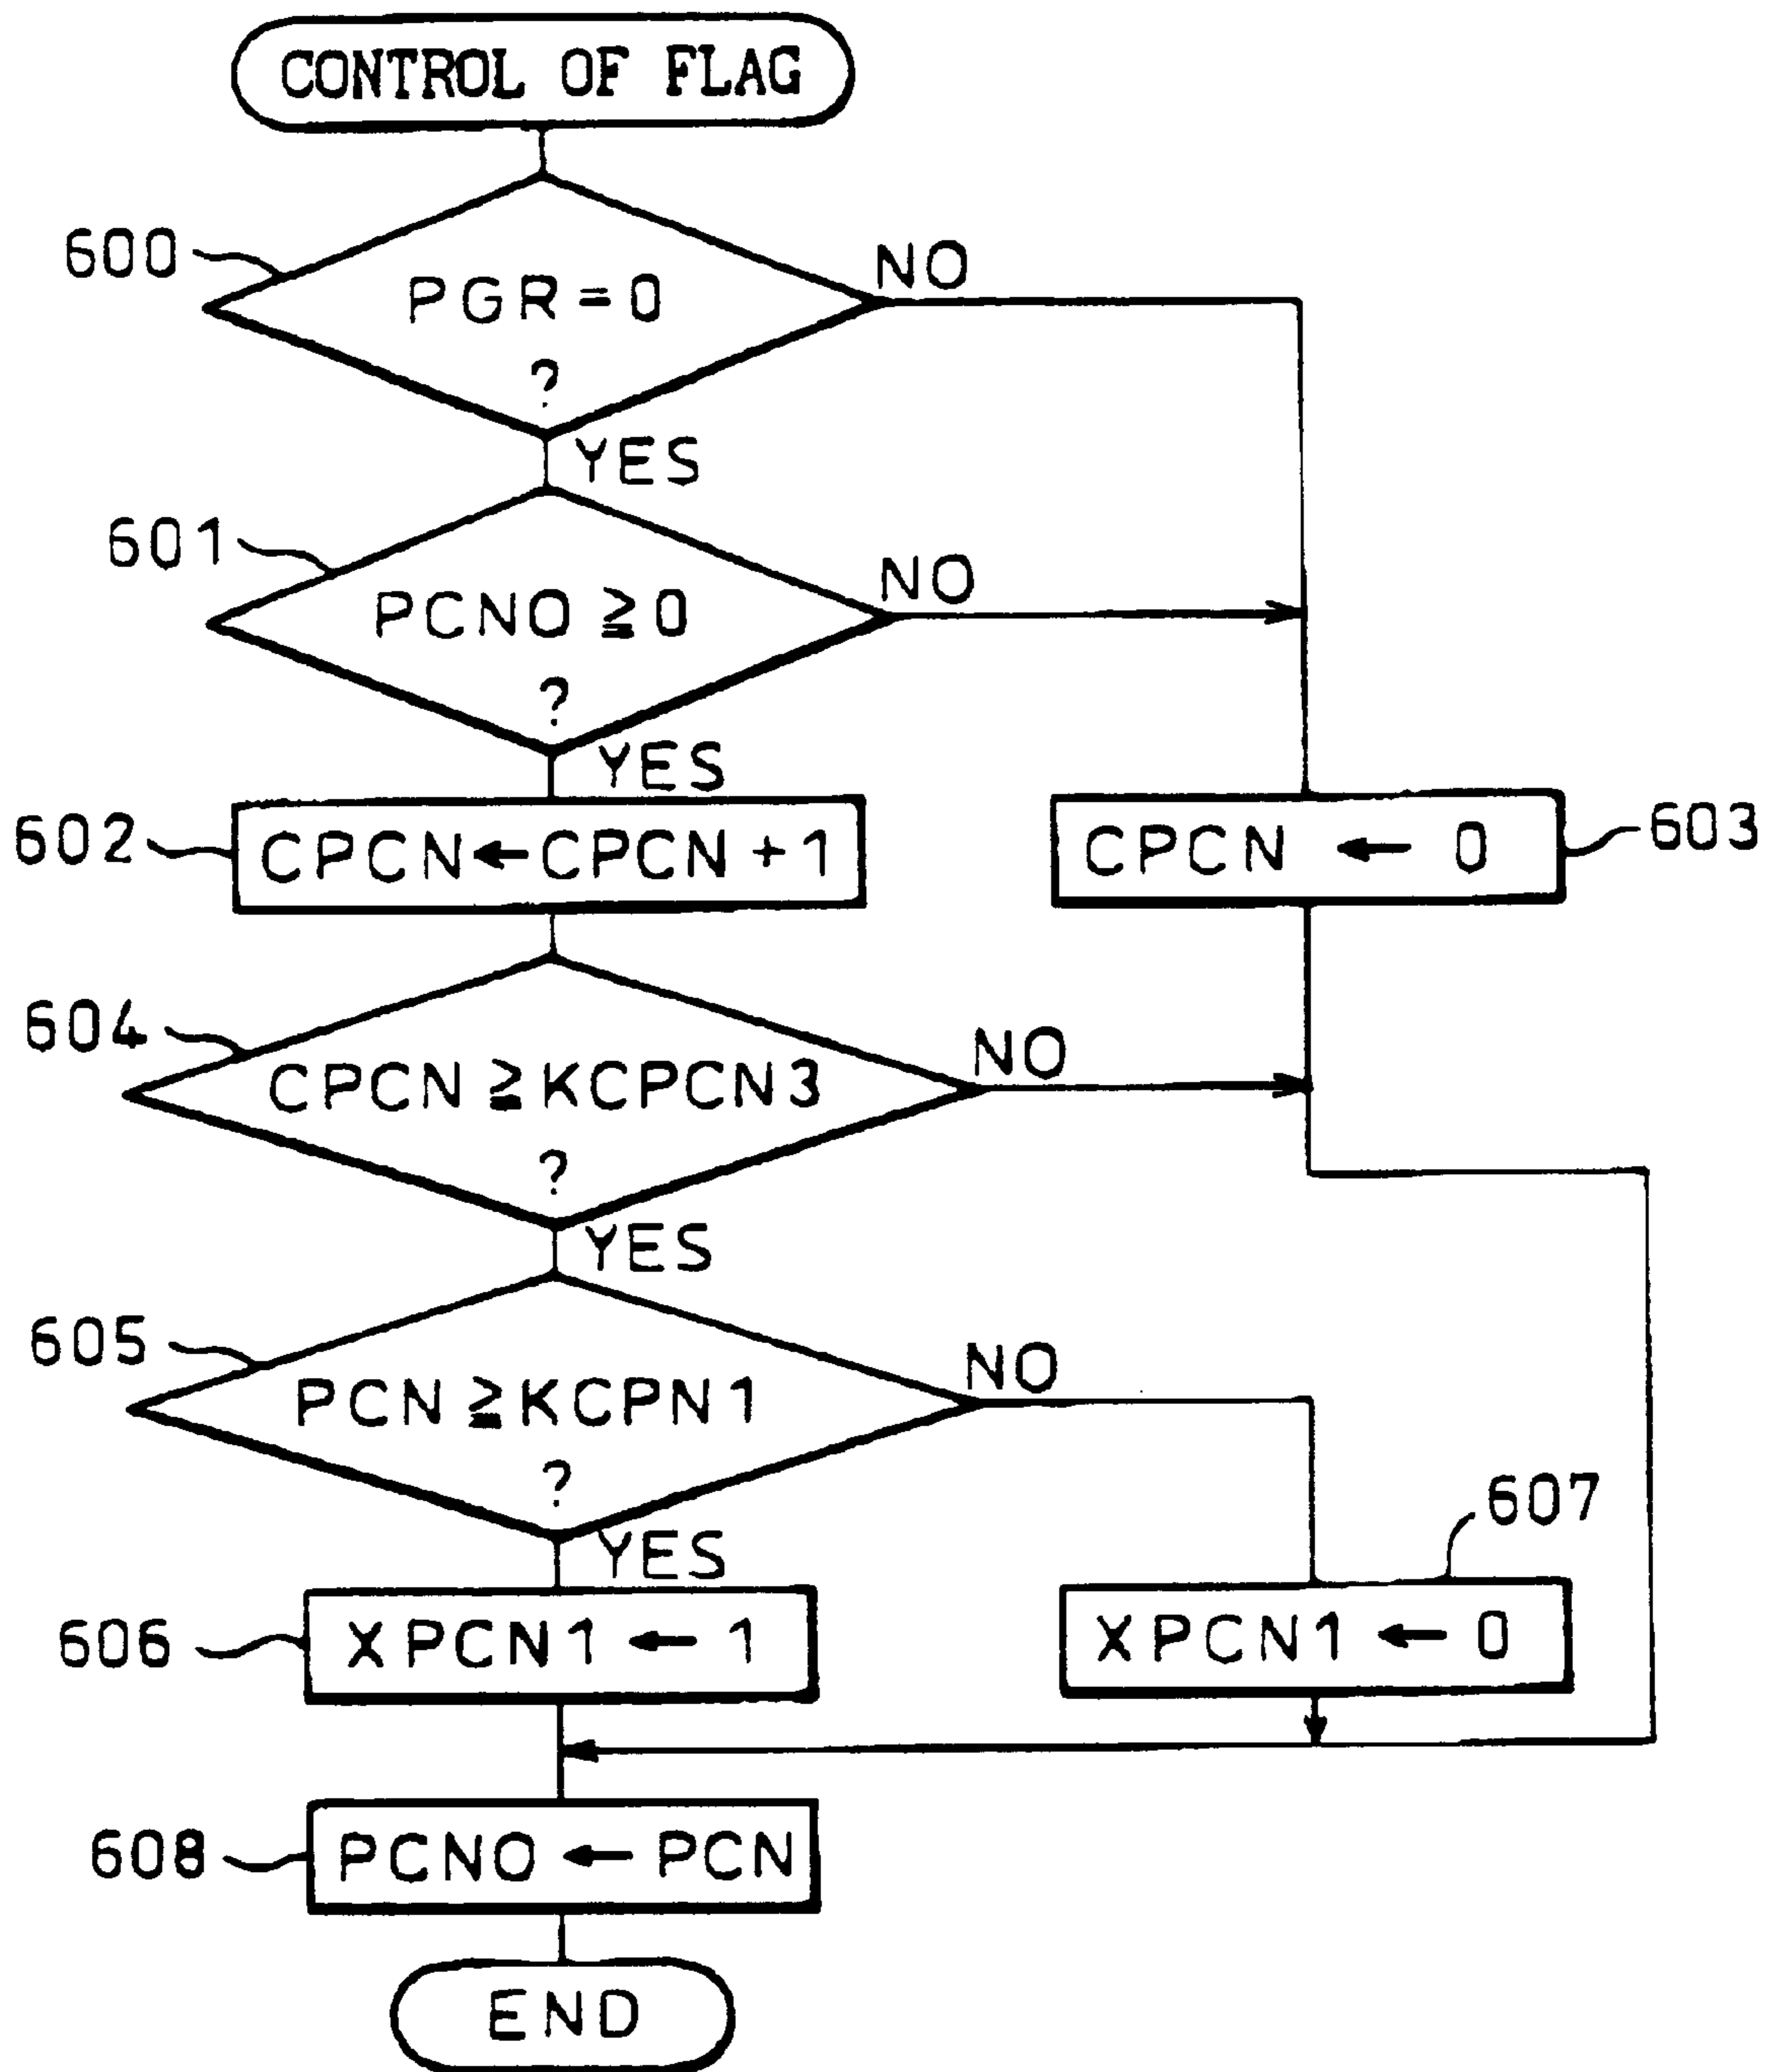 CONTROL OF FLAG
600
PGR=0
?
NO
YES
601
PCNO≧0
?
NO
YES
602
CPCN←CPCN+1
CPCN ← 0
603
604
CPCN≧KCPCN3
?
NO
YES
605
PCN≧KCPN1
?
NO
YES
607
606
XPCN1 ← 1
XPCN1 ← 0
608
PCNO ← PCN
END